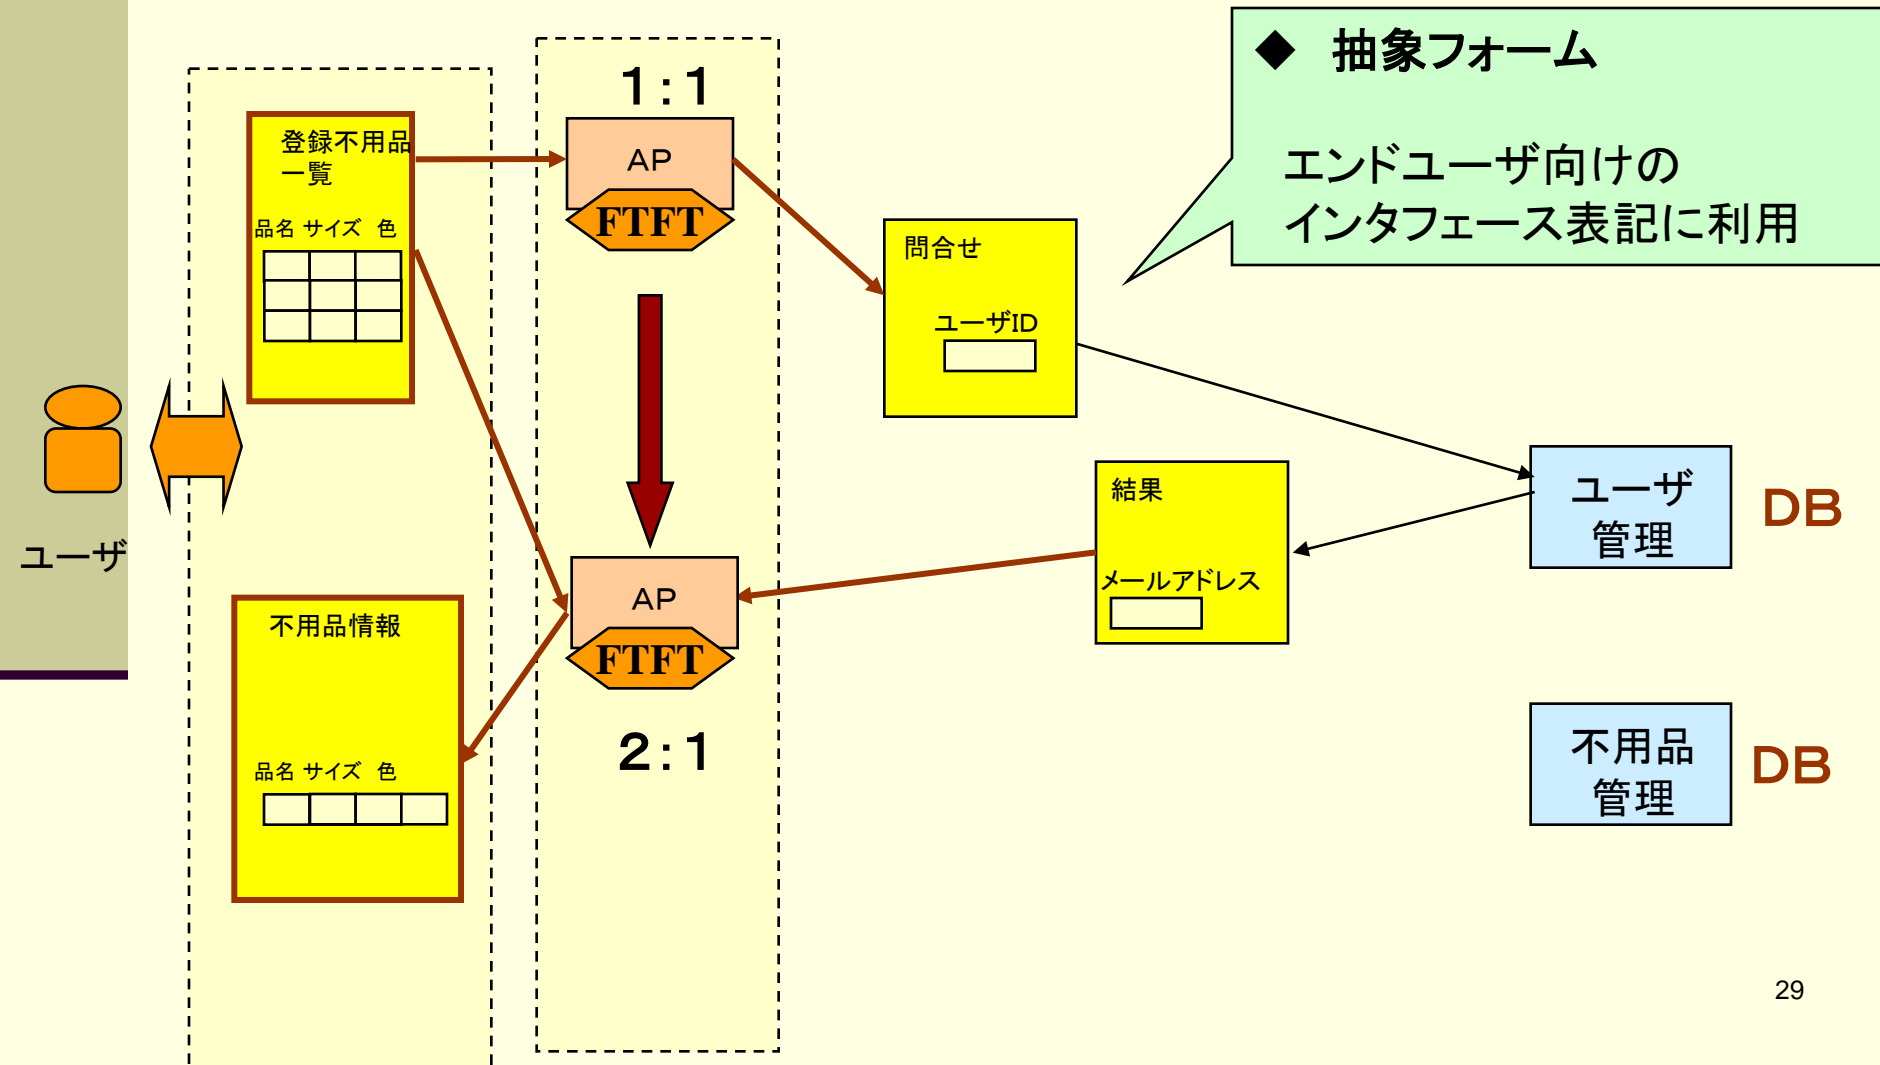 1:1
◆ 抽象フォーム
エンドユーザ向けの
インタフェース表記に利用
登録不用品
一覧
品名 サイズ 色
AP
FTFT
問合せ
ユーザID
ユーザ
結果
メールアドレス
ユーザ
管理
DB
不用品情報
品名 サイズ 色
AP
FTFT
2:1
不用品
管理
DB
29